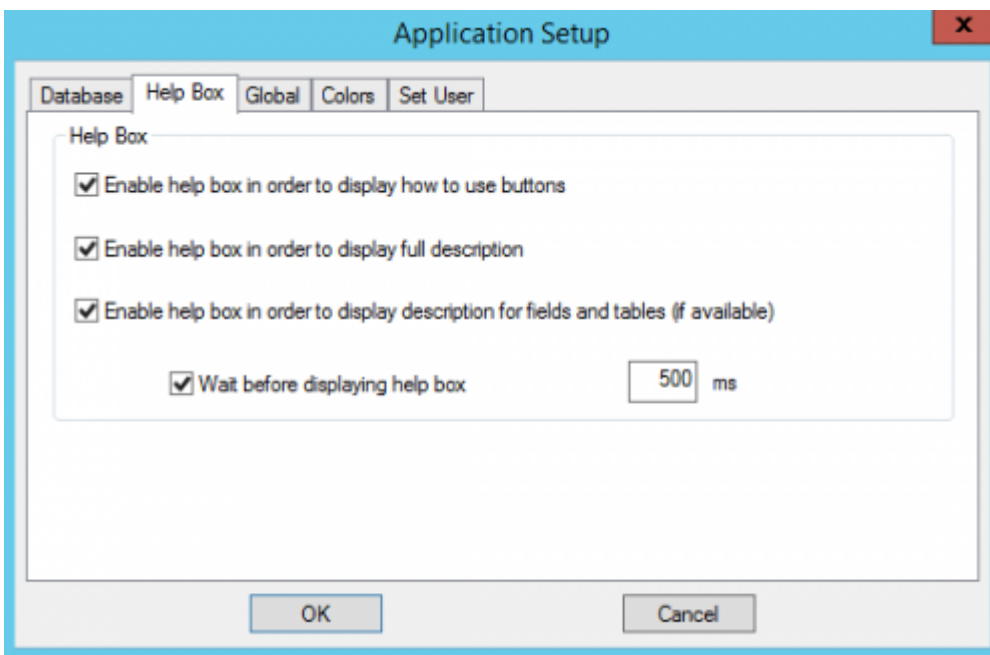 Application Setup
x
Database Help Box Global Colors Set User
Help Box
Enable help box in order to display how to use buttons
Enable help box in order to display full description
Enable help box in order to display description for fields and tables (if available)
Wait before displaying help box 500 ms
OK Cancel